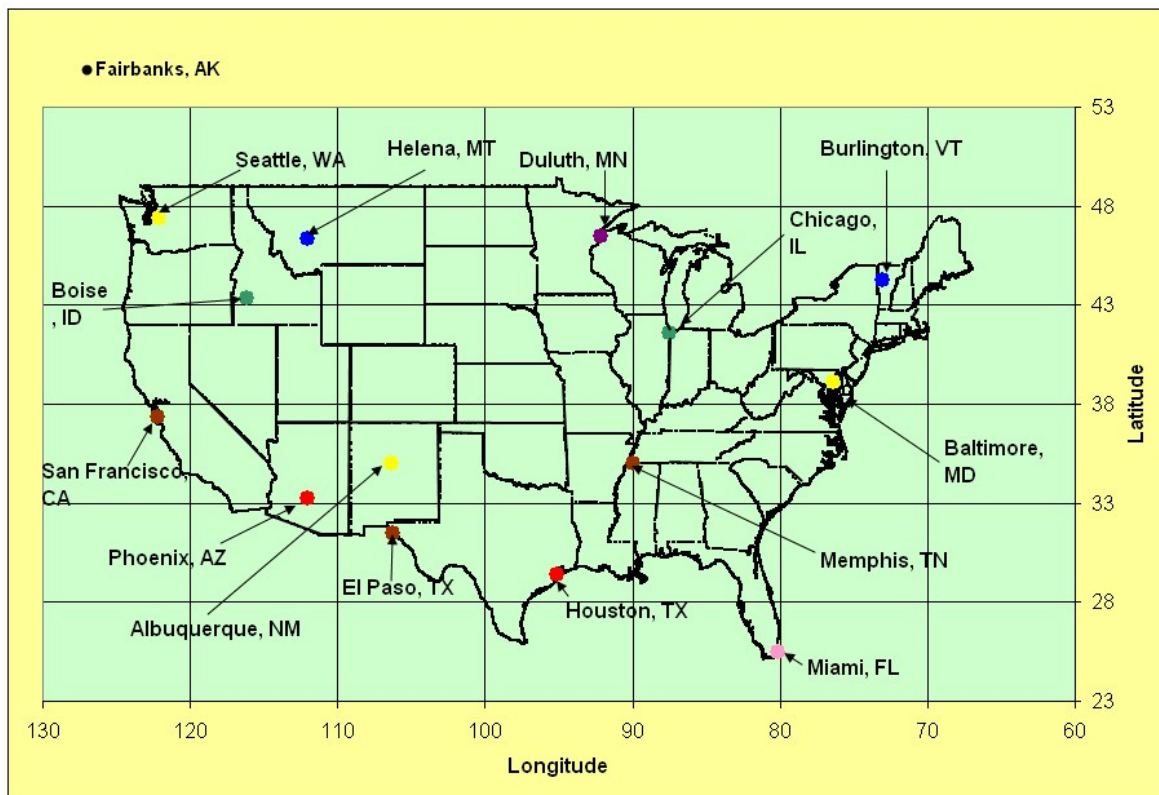 Fairbanks, AK
53
Burlington, VT
Helena, MT
Seattle, WA
Duluth, MN
48
Chicago,
IL
Boise
, ID
43
38
Latitude
Baltimore,
MD
San Francisco,
CA
33
Phoenix, AZ
Memphis, TN
El Paso, TX
Houston, TX
28
Albuquerque, NM
Miami, FL
23
130
120
110
100
90
80
70
60
Longitude